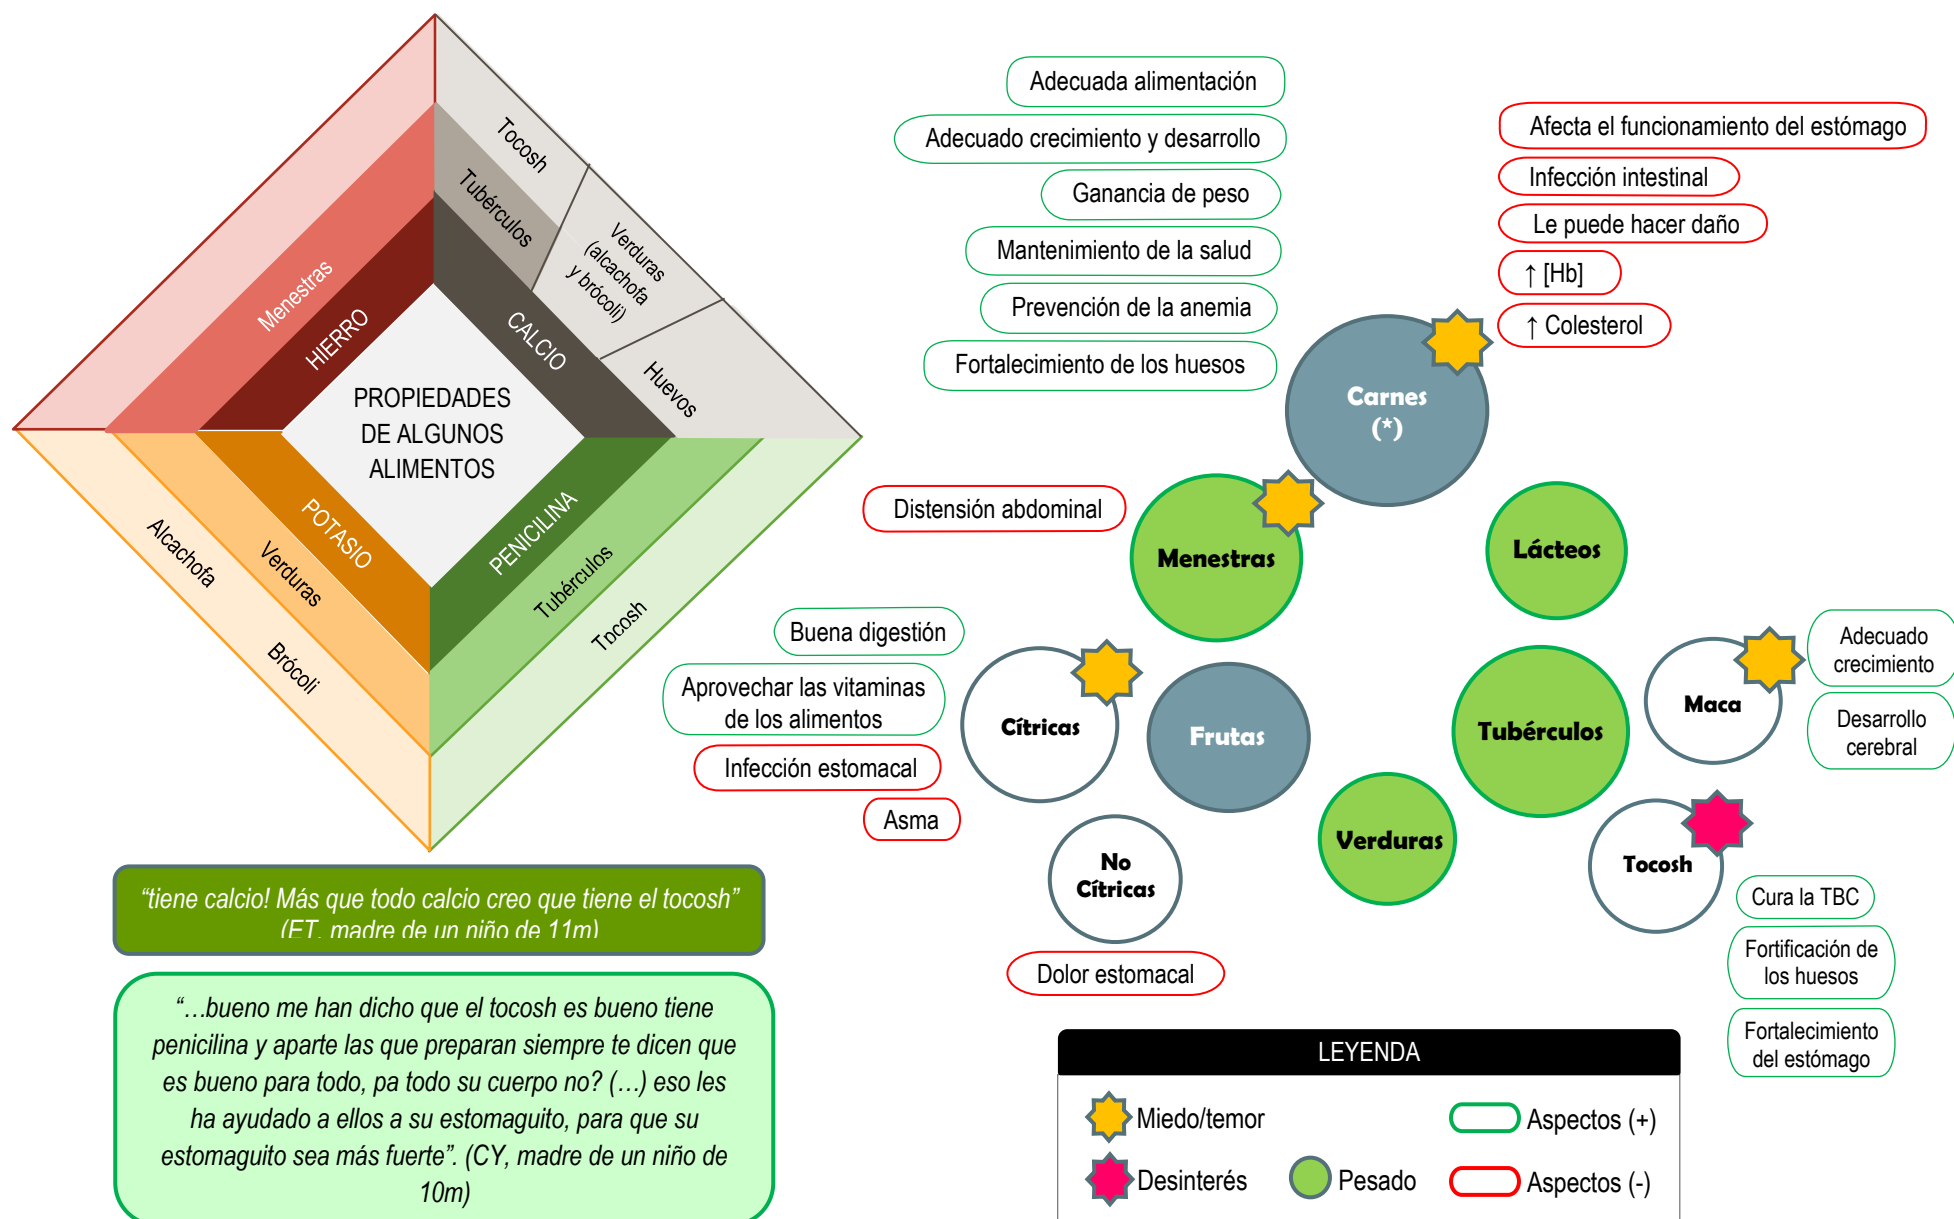 Tocosh
Tubérculos
Verduras
(alcachofa
y brócoli)
Huevos
CALCIO
Menestras
HIERRO
PROPIEDADES
DE ALGUNOS
ALIMENTOS
POTASIO
Verduras
Alcachofa
Brócoli
PENICILINA
Tubérculos
Tocosh
“tiene calcio! Más que todo calcio creo que tiene el tocosh”
(ET, madre de un niño de 11m)
“…bueno me han dicho que el tocosh es bueno tiene
penicilina y aparte las que preparan siempre te dicen que
es bueno para todo, pa todo su cuerpo no? (…) eso les
ha ayudado a ellos a su estomaguito, para que su
estomaguito sea más fuerte”. (CY, madre de un niño de
10m)
Adecuada alimentación
Adecuado crecimiento y desarrollo
Ganancia de peso
Mantenimiento de la salud
Prevención de la anemia
Fortalecimiento de los huesos
Afecta el funcionamiento del estómago
Infección intestinal
Le puede hacer daño
↑ [Hb]
↑ Colesterol
Carnes
(*)
Distensión abdominal
Menestras
Lácteos
Buena digestión
Aprovechar las vitaminas
de los alimentos
Infección estomacal
Asma
Cítricas
Frutas
No
Cítricas
Dolor estomacal
Verduras
Tubérculos
Maca
Adecuado
crecimiento
Desarrollo
cerebral
Tocosh
Cura la TBC
Fortificación de
los huesos
Fortalecimiento
del estómago
LEYENDA
Miedo/temor
Aspectos (+)
Desinterés
Pesado
Aspectos (-)